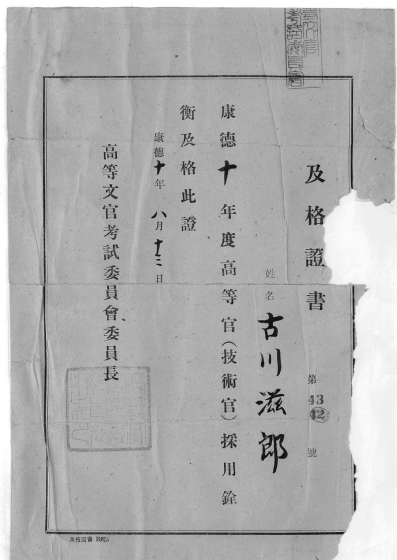 及格證書
第43號
姓名 古川滋郎
康德十年度高等官(技術官)採用銓
衡及格此證
康德十年八月十三日
高等文官考試委員會委員長